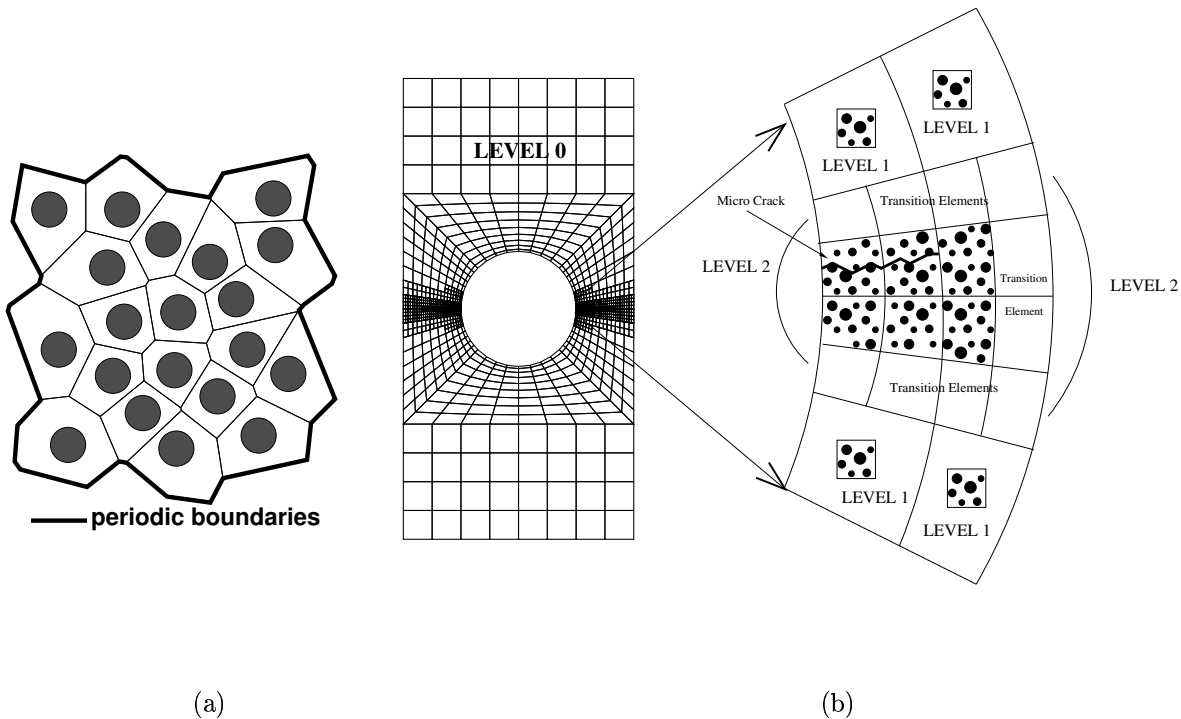 periodic boundaries
(a)
LEVEL 0
LEVEL 1
LEVEL 1
Micro Crack
Transition Elements
LEVEL 2
Transition
Element
LEVEL 2
Transition Elements
LEVEL 1
LEVEL 1
(b)